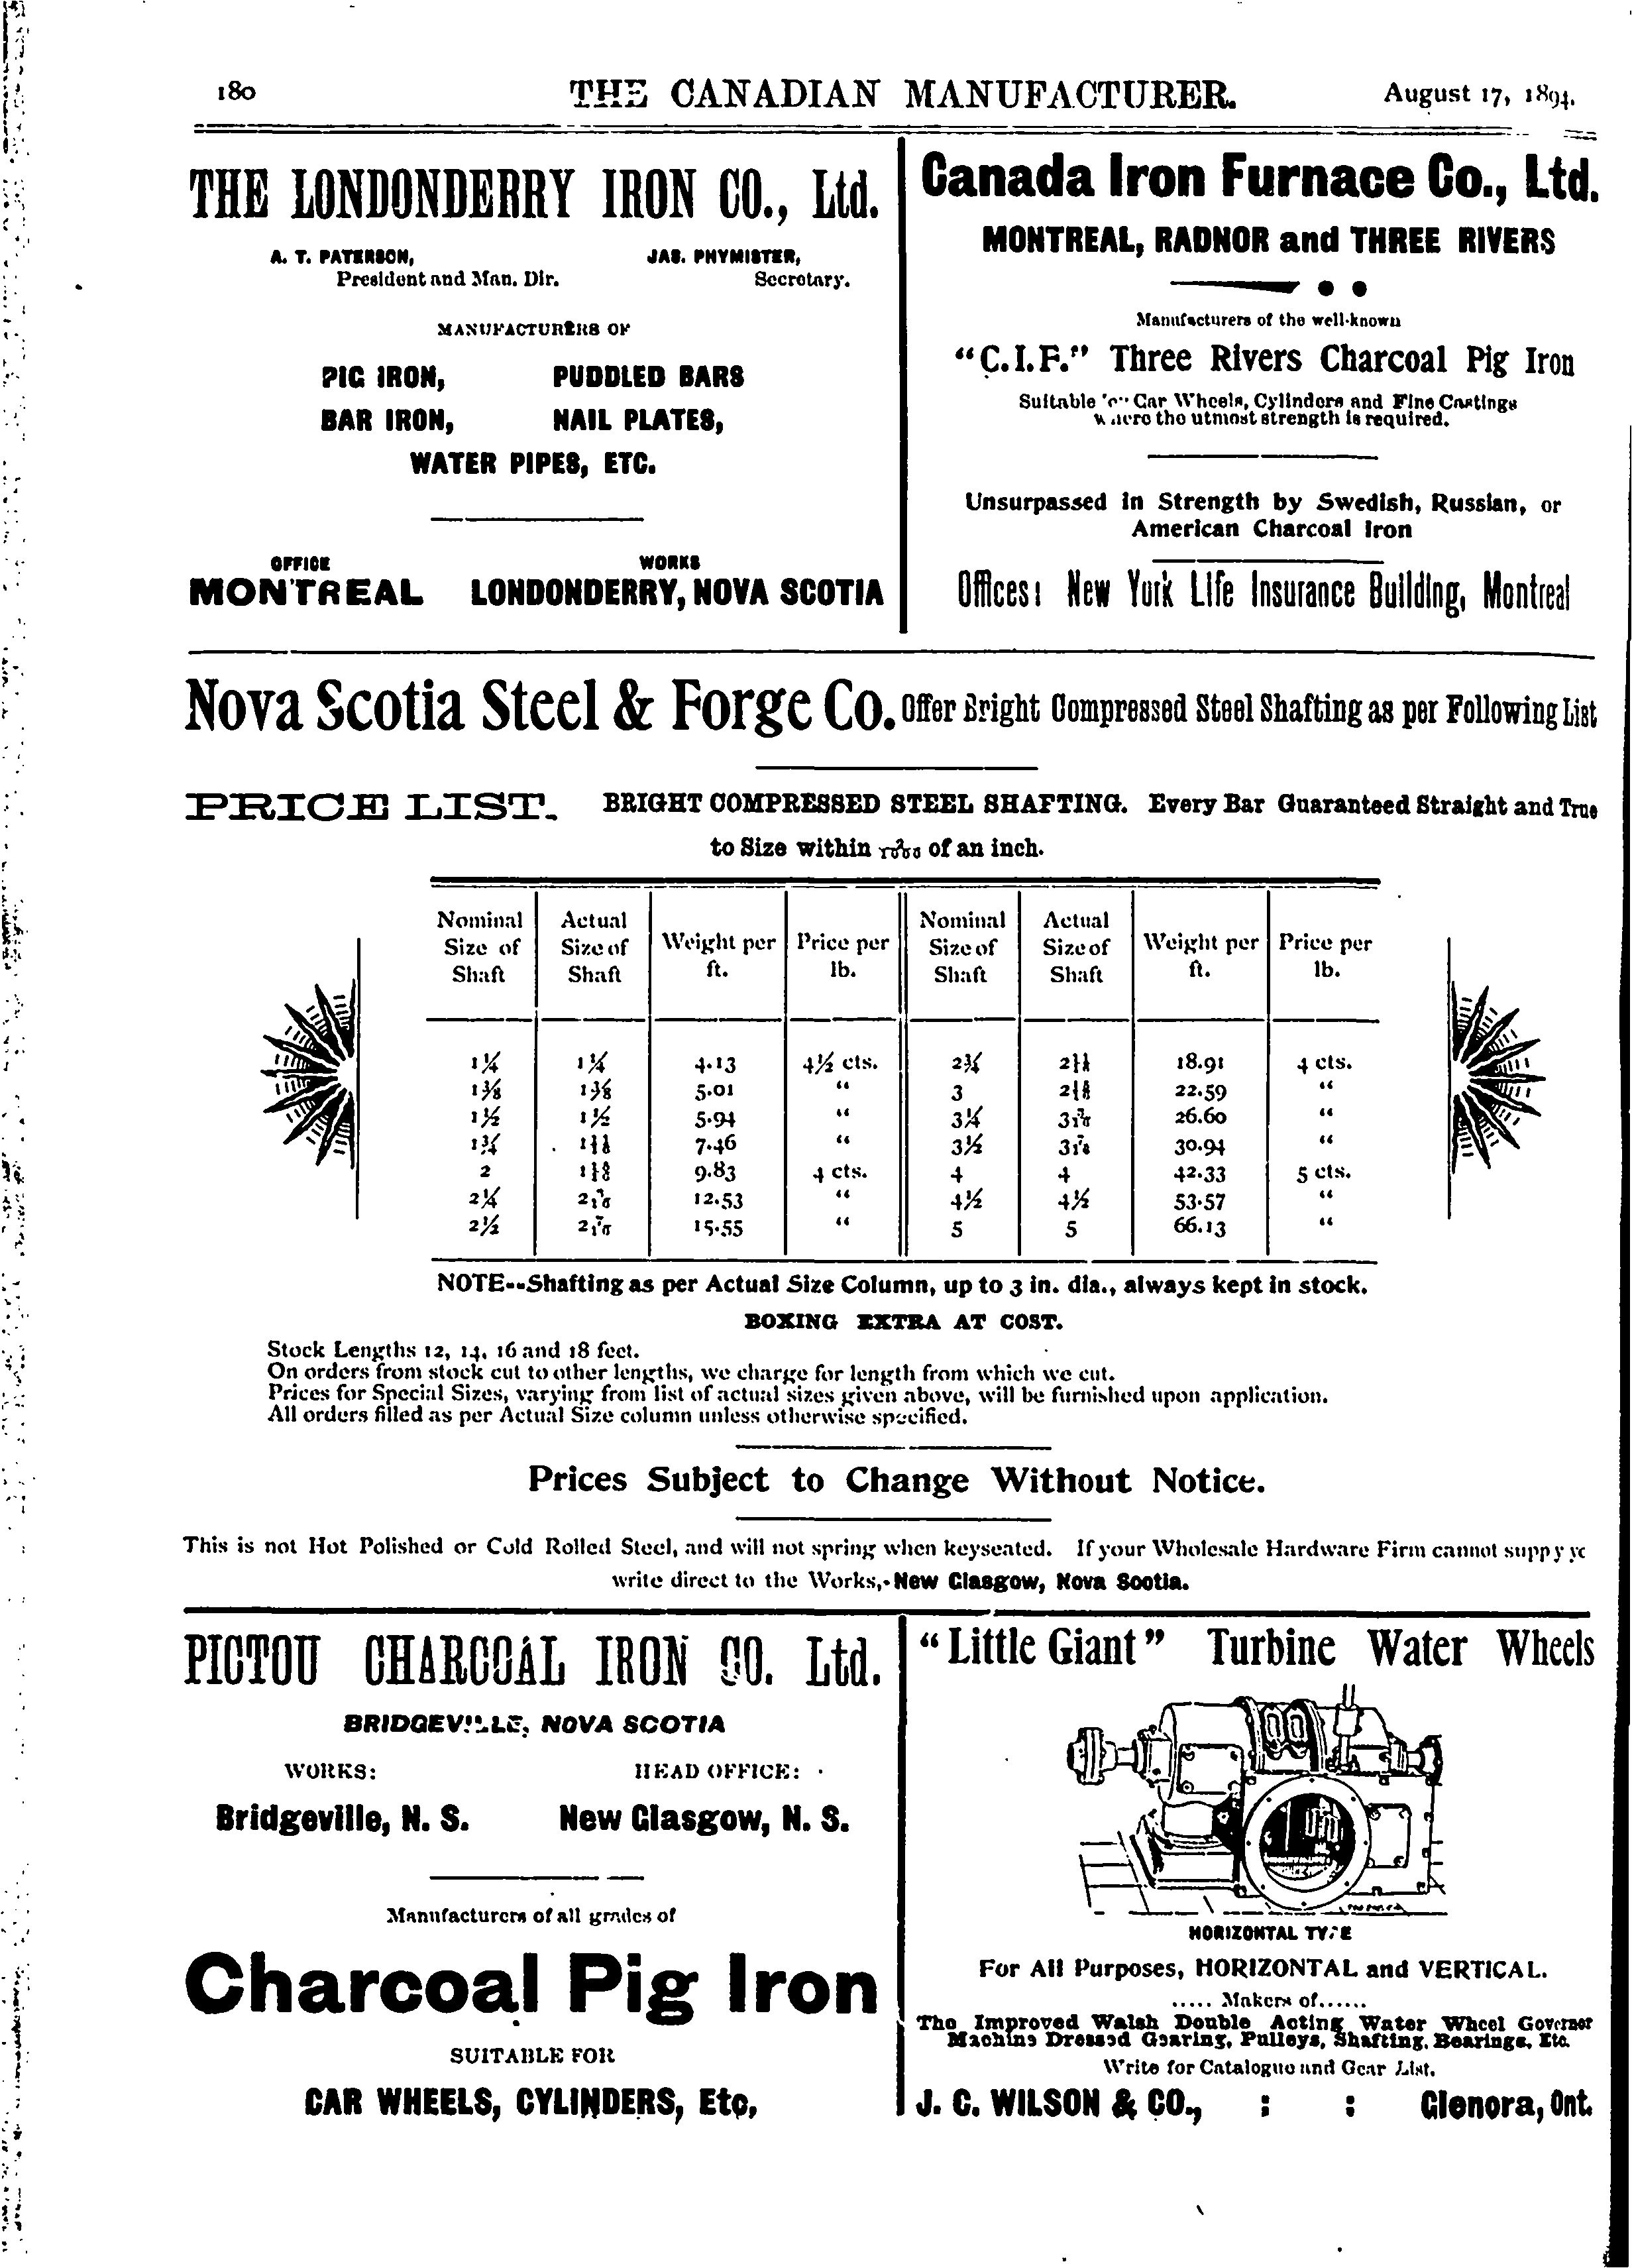 180
THE CANADIAN MANUFACTURER.
August 17, 1894.
THE LONDONDERRY IRON CO., Ltd.
A. T. PATERSON,
President and Man. Dir.
JAS. PHYMISTER,
Secretary.
MANUFACTURERS OF
PIG IRON, PUDDLED BARS
BAR IRON, NAIL PLATES,
WATER PIPES, ETC.
OFFICE
MONTREAL
WORKS
LONDONDERRY, NOVA SCOTIA
Canada Iron Furnace Co., Ltd.
MONTREAL, RADNOR and THREE RIVERS
Manufacturers of the well-known
"C.I.F." Three Rivers Charcoal Pig Iron
Suitable for Car Wheels, Cylinders and Fine Castings
where the utmost strength is required.
Unsurpassed in Strength by Swedish, Russian, or
American Charcoal Iron
Offices: New York Life Insurance Building, Montreal
Nova Scotia Steel & Forge Co. Offer Bright Compressed Steel Shafting as per Following List
PRICE LIST. BRIGHT COMPRESSED STEEL SHAFTING. Every Bar Guaranteed Straight and True
to Size within of an inch.
Nominal Size of Shaft | Actual Size of Shaft | Weight per ft. | Price per lb. | Nominal Size of Shaft | Actual Size of Shaft | Weight per ft. | Price per lb.
1¼ 1¼ 4.13 4½ cts. 2¾ 18.91 4 cts.
1⅜ 1⅜ 5.01 " 3 22.59 "
1½ 1½ 5.94 " 3¼ 26.60 "
1¾ 7.46 " 3½ 30.94 "
2 9.83 4 cts. 4 4 42.33 5 cts.
2¼ 12.53 " 4½ 4½ 53.57 "
2½ 15.55 " 5 5 66.13 "
NOTE--Shafting as per Actual Size Column, up to 3 in. dia., always kept in stock.
BOXING EXTRA AT COST.
Stock Lengths 12, 14, 16 and 18 feet.
On orders from stock cut to other lengths, we charge for length from which we cut.
Prices for Special Sizes, varying from list of actual sizes given above, will be furnished upon application.
All orders filled as per Actual Size column unless otherwise specified.
Prices Subject to Change Without Notice.
This is not Hot Polished or Cold Rolled Steel, and will not spring when keyseated. If your Wholesale Hardware Firm cannot supp y yo
write direct to the Works,-New Glasgow, Nova Scotia.
PICTOU CHARCOAL IRON CO. Ltd.
BRIDGEVILLE, NOVA SCOTIA
WORKS:
Bridgeville, N. S.
HEAD OFFICE:
New Glasgow, N. S.
Manufacturers of all grades of
Charcoal Pig Iron
SUITABLE FOR
CAR WHEELS, CYLINDERS, Etc,
"Little Giant" Turbine Water Wheels
HORIZONTAL TYPE
For All Purposes, HORIZONTAL and VERTICAL.
..... Makers of......
The Improved Walsh Double Acting Water Wheel Governor
Machine Dressed Gearing, Pulleys, Shafting, Bearings, Etc.
Write for Catalogue and Gear List.
J. C. WILSON & CO., : : Glenora, Ont.